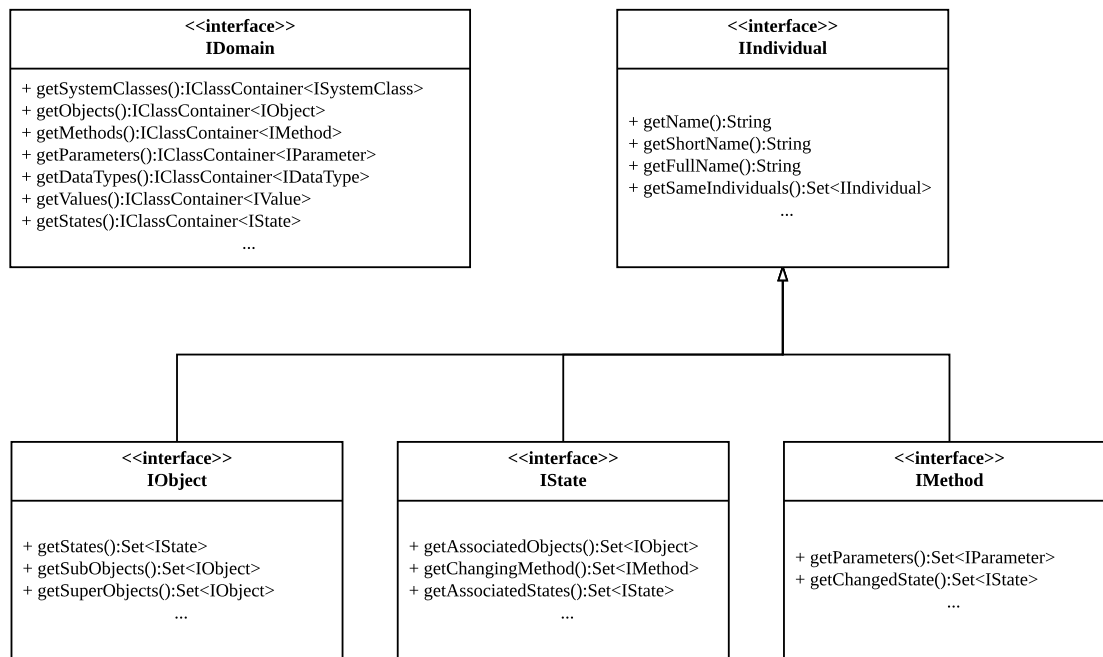 <<interface>>
IDomain
+ getSystemClasses():IClassContainer<ISystemClass>
+ getObjects():IClassContainer<IObject>
+ getMethods():IClassContainer<IMethod>
+ getParameters():IClassContainer<IParameter>
+ getDataTypes():IClassContainer<IDataType>
+ getValues():IClassContainer<IValue>
+ getStates():IClassContainer<IState>
...
<<interface>>
IIndividual
+ getName():String
+ getShortName():String
+ getFullName():String
+ getSameIndividuals():Set<IIndividual>
...
<<interface>>
IObject
+ getStates():Set<IState>
+ getSubObjects():Set<IObject>
+ getSuperObjects():Set<IObject>
...
<<interface>>
IState
+ getAssociatedObjects():Set<IObject>
+ getChangingMethod():Set<IMethod>
+ getAssociatedStates():Set<IState>
...
<<interface>>
IMethod
+ getParameters():Set<IParameter>
+ getChangedState():Set<IState>
...